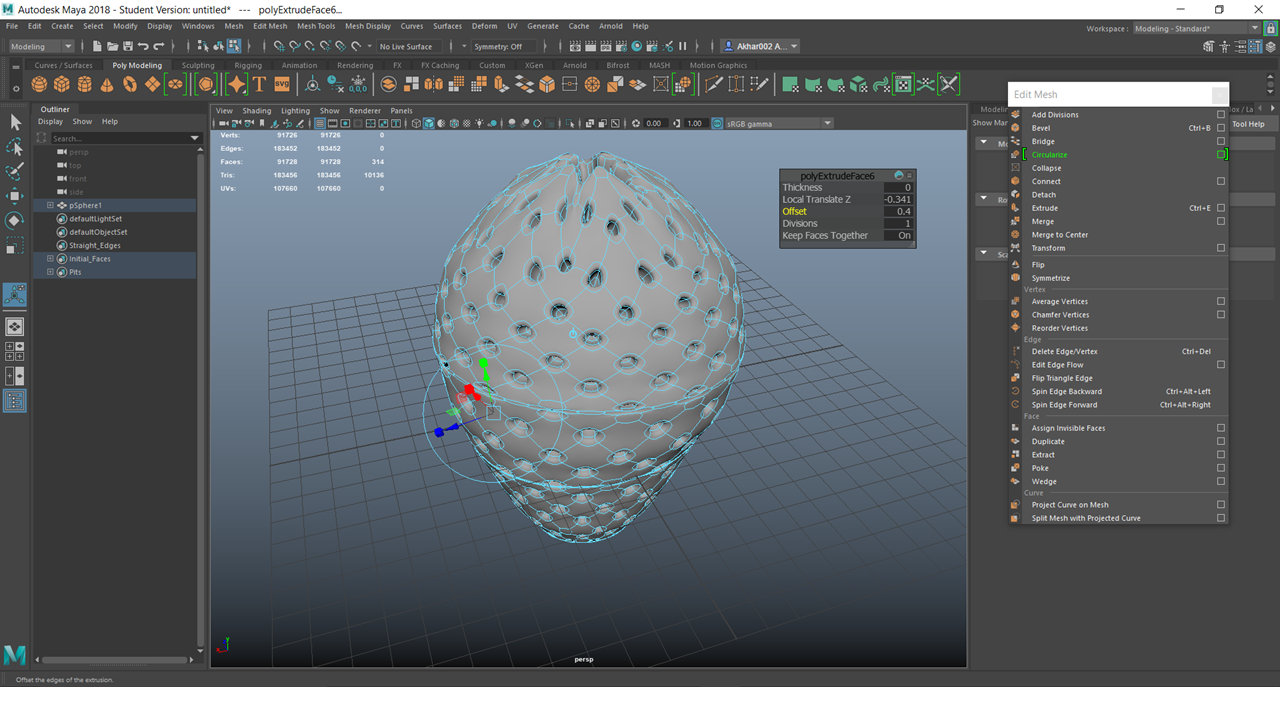 Autodesk Maya 2018 - Student Version: untitled* --- polyExtrudeFace6...
File Edit Create Select Modify Display Windows Mesh Edit Mesh Mesh Tools Mesh Display Curves Surfaces Deform UV Generate Cache Arnold Help
Workspace : Modeling - Standard*
Modeling No Live Surface Symmetry: Off Akhar002 A...
Curves / Surfaces Poly Modeling Sculpting Rigging Animation Rendering FX FX Caching Custom XGen Arnold Bifrost MASH Motion Graphics
SVG
0,0,0
Outliner
Display Show Help
Search...
persp
top
front
side
pSphere1
defaultLightSet
defaultObjectSet
Straight_Edges
Initial_Faces
Pits
View Shading Lighting Show Renderer Panels
0.00 1.00 sRGB gamma
Verts: 91726 91726 0
Edges: 183452 183452 0
Faces: 91728 91728 314
Tris: 183456 183456 10136
UVs: 107660 107660 0
polyExtrudeFace6
Thickness 0
Local Translate Z -0.341
Offset 0.4
Divisions 1
Keep Faces Together On
persp
Edit Mesh
Add Divisions
Bevel Ctrl+B
Bridge
Circularize
Collapse
Connect
Detach
Extrude Ctrl+E
Merge
Merge to Center
Transform
Flip
Symmetrize
Vertex
Average Vertices
Chamfer Vertices
Reorder Vertices
Edge
Delete Edge/Vertex Ctrl+Del
Edit Edge Flow
Flip Triangle Edge
Spin Edge Backward Ctrl+Alt+Left
Spin Edge Forward Ctrl+Alt+Right
Face
Assign Invisible Faces
Duplicate
Extract
Poke
Wedge
Curve
Project Curve on Mesh
Split Mesh with Projected Curve
Tool Help
Offset the edges of the extrusion.